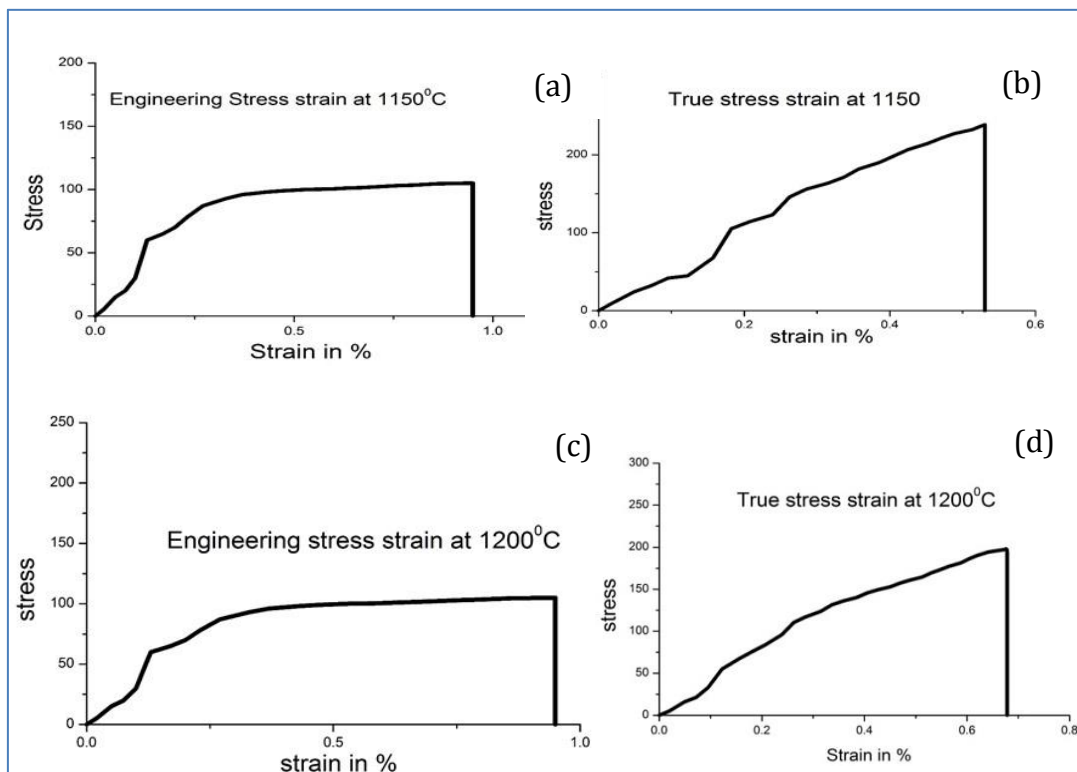 (a)
Engineering Stress strain at 1150⁰C
Stress
200
150
100
50
0
0.0 0.5 1.0
Strain in %
(b)
True stress strain at 1150
stress
200
100
0
0.0 0.2 0.4 0.6
strain in %
(c)
Engineering stress strain at 1200⁰C
stress
250
200
150
100
50
0
0.0 0.5 1.0
strain in %
(d)
True stress strain at 1200⁰C
stress
300
250
200
150
100
50
0
0.0 0.2 0.4 0.6 0.8
Strain in %